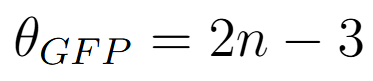 θ_{GFP} = 2n − 3